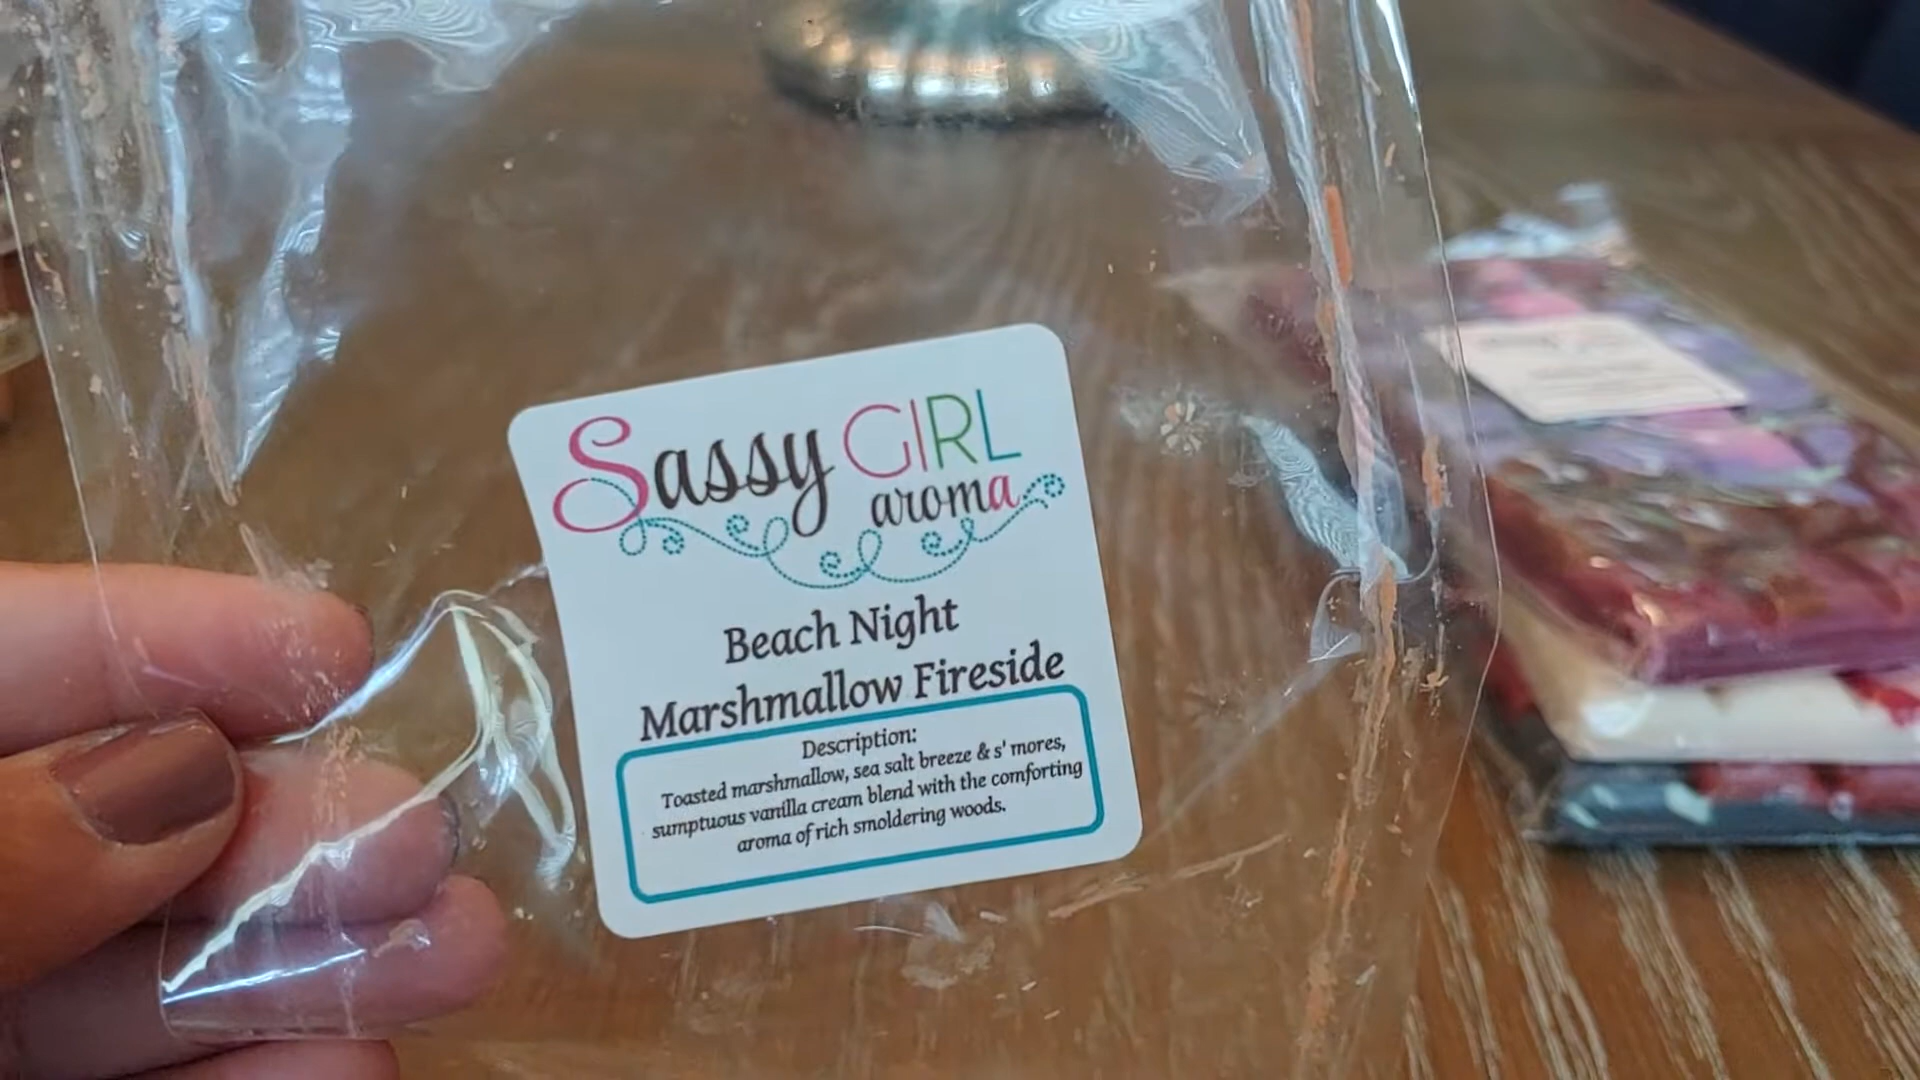 Sassy GIRL
aroma
Beach Night
Marshmallow Fireside
Description:
Toasted marshmallow, sea salt breeze & s' mores,
sumptuous vanilla cream blend with the comforting
aroma of rich smoldering woods.